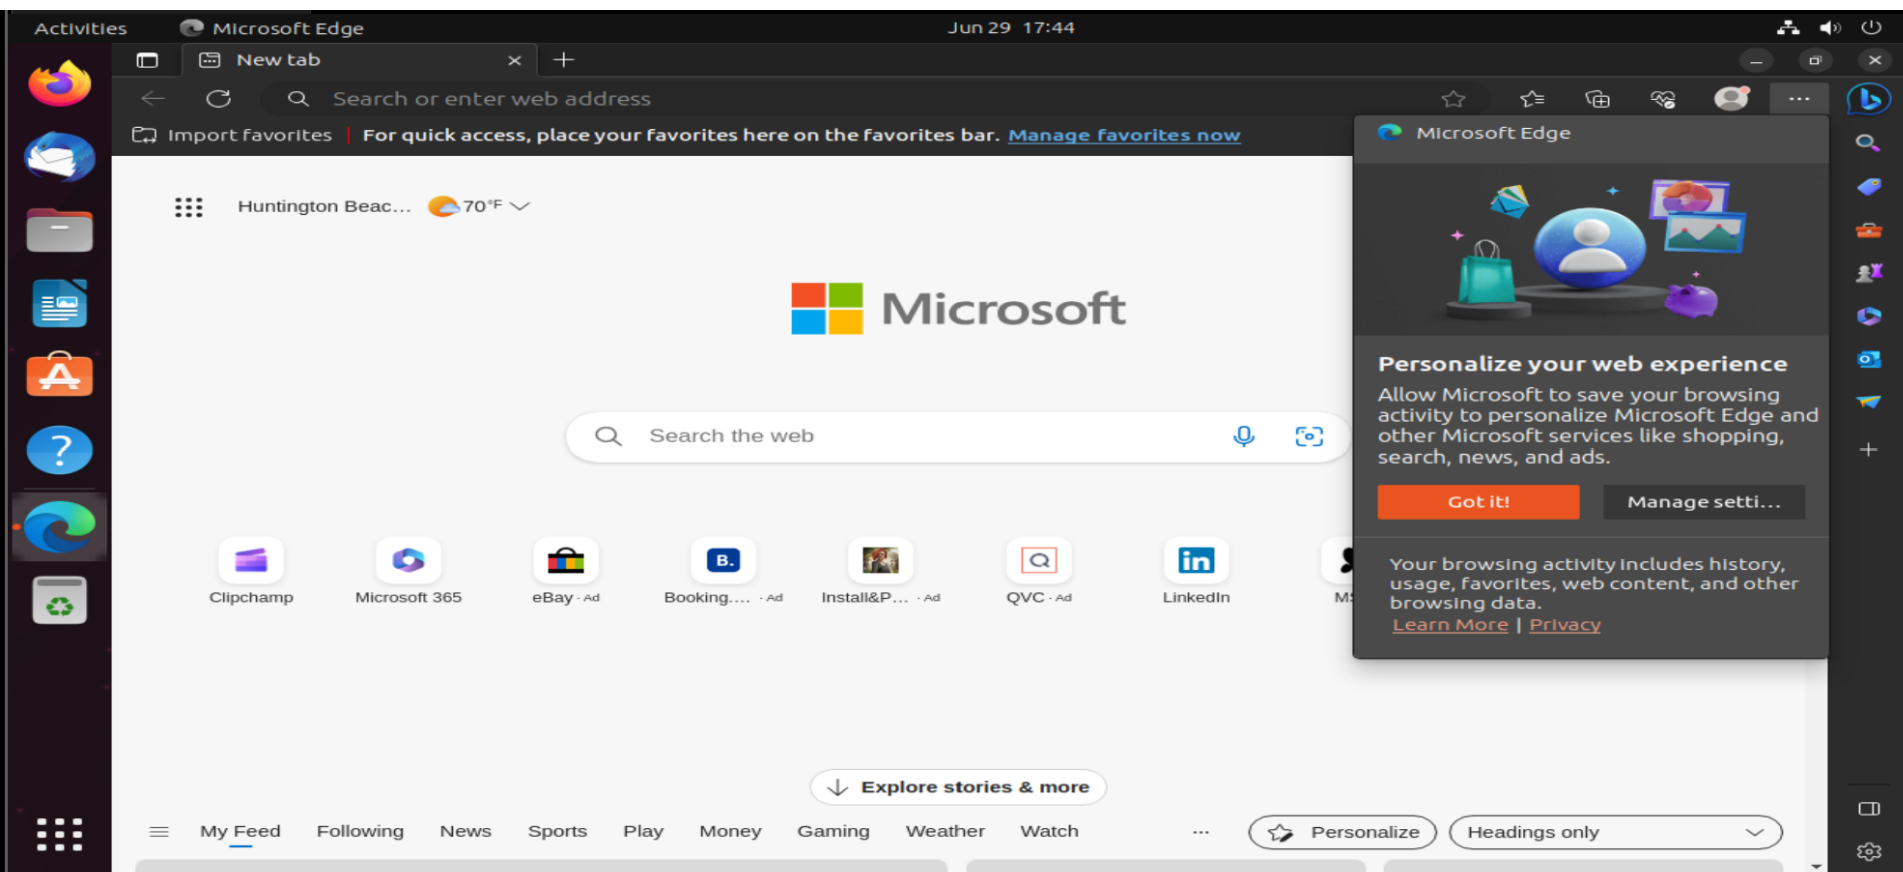 Activities
Microsoft Edge
Jun 29 17:44
New tab
Search or enter web address
Import favorites
For quick access, place your favorites here on the favorites bar. Manage favorites now
Microsoft Edge
Huntington Beac...
70°F
Microsoft
Search the web
Personalize your web experience
Allow Microsoft to save your browsing
activity to personalize Microsoft Edge and
other Microsoft services like shopping,
search, news, and ads.
Got it!
Manage setti...
Your browsing activity includes history,
usage, favorites, web content, and other
browsing data.
Learn More | Privacy
B.
in
Clipchamp
Microsoft 365
eBay · Ad
Booking.... · Ad
Install&P... · Ad
QVC · Ad
LinkedIn
Explore stories & more
My Feed
Following
News
Sports
Play
Money
Gaming
Weather
Watch
...
Personalize
Headings only